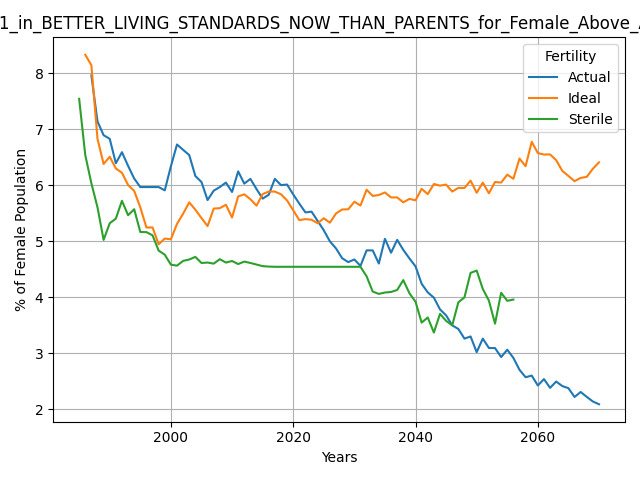 1_in_BETTER_LIVING_STANDARDS_NOW_THAN_PARENTS_for_Female_Above_
8
7
6
5
4
3
2
% of Female Population
2000
2020
2040
2060
Years
Fertility
Actual
Ideal
Sterile